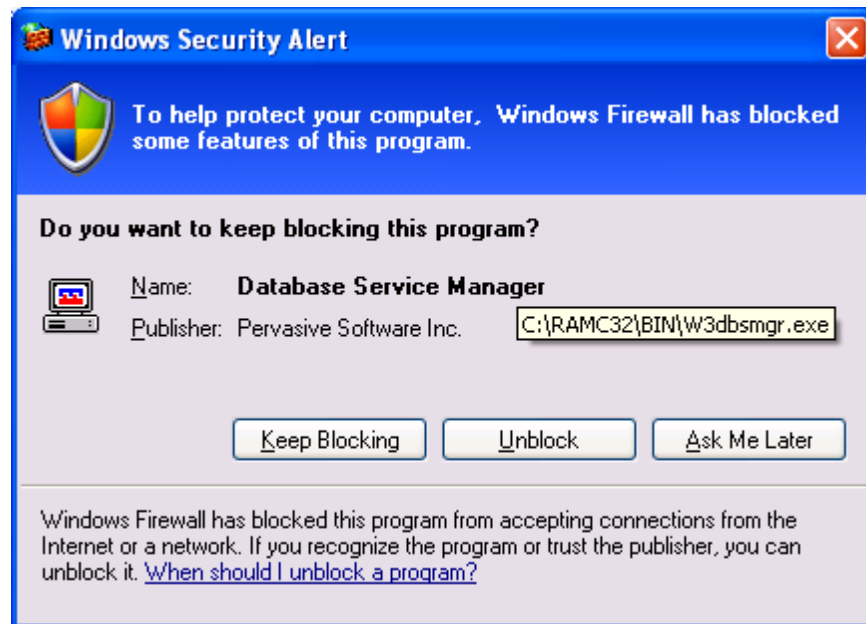 Windows Security Alert
To help protect your computer, Windows Firewall has blocked
some features of this program.
Do you want to keep blocking this program?
Name: Database Service Manager
Publisher: Pervasive Software Inc.
C:\RAMC32\BIN\W3dbsmgr.exe
Keep Blocking
Unblock
Ask Me Later
Windows Firewall has blocked this program from accepting connections from the
Internet or a network. If you recognize the program or trust the publisher, you can
unblock it. When should I unblock a program?